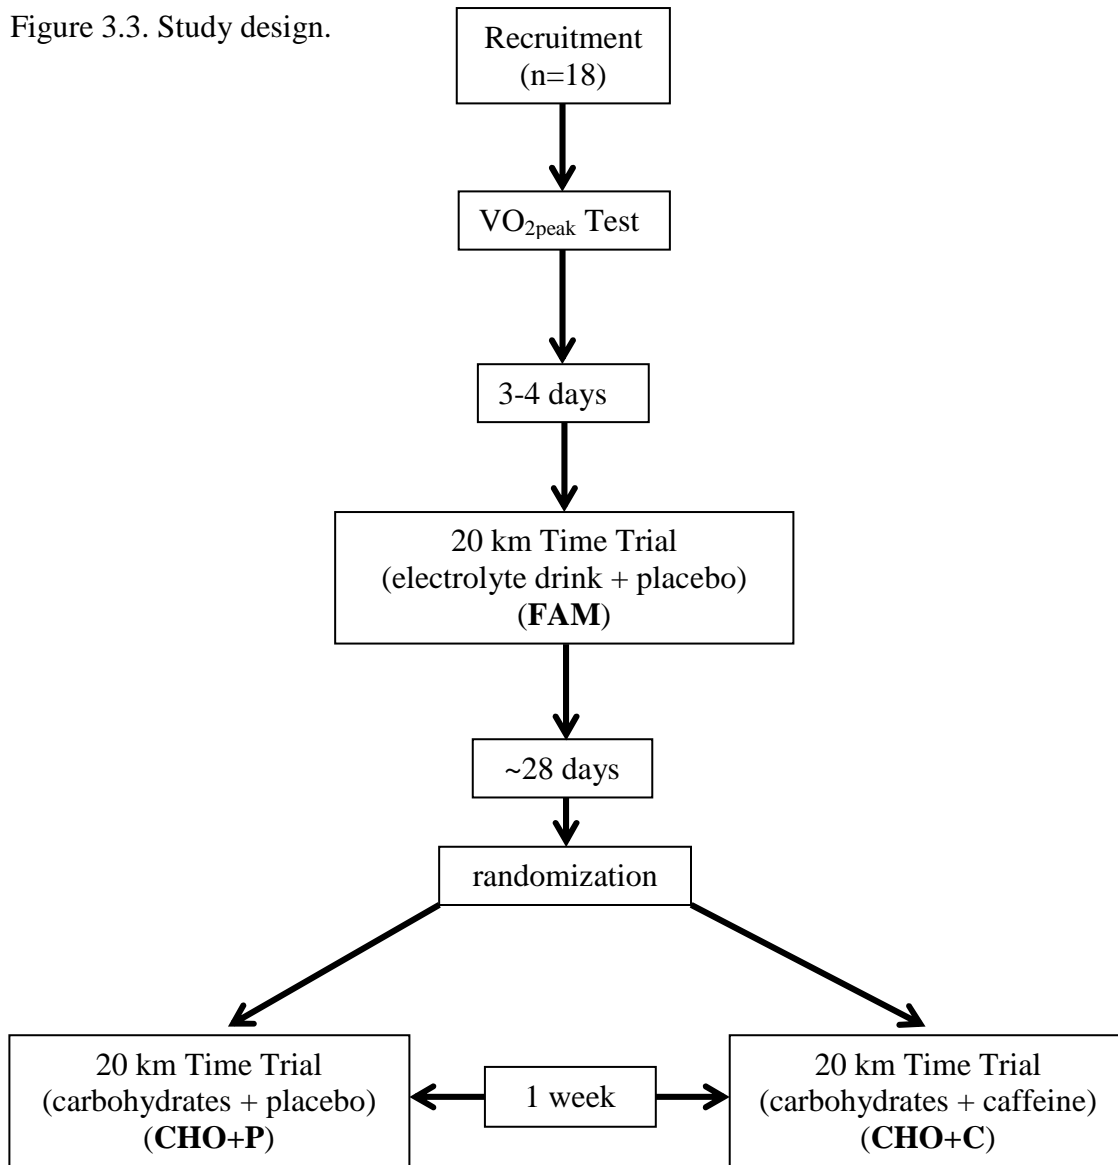 Figure 3.3. Study design.
Recruitment
(n=18)
VO2peak Test
3-4 days
20 km Time Trial
(electrolyte drink + placebo)
(FAM)
~28 days
randomization
20 km Time Trial
(carbohydrates + placebo)
(CHO+P)
1 week
20 km Time Trial
(carbohydrates + caffeine)
(CHO+C)